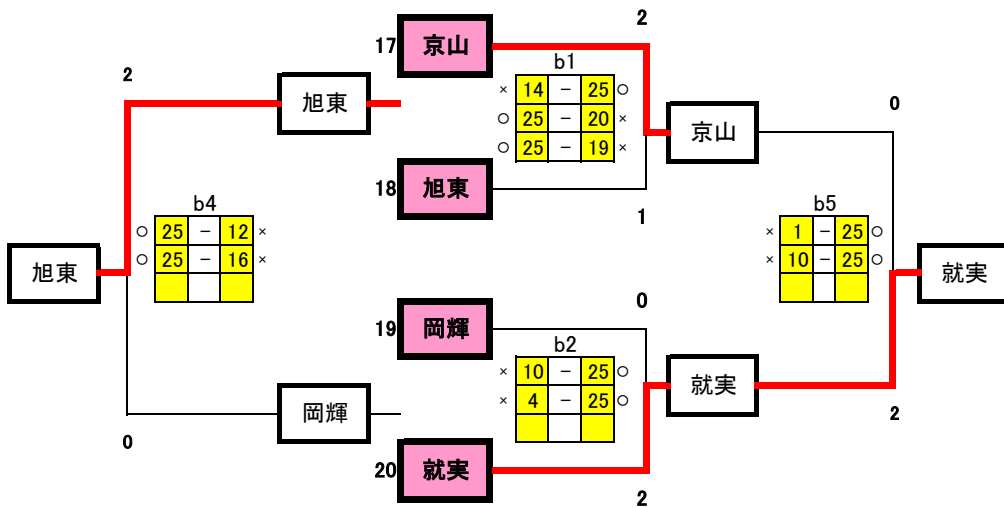 2
17 京山
b1
2
旭東
× 14 - 25 ○
○ 25 - 20 ×
○ 25 - 19 ×
京山
0
18 旭東
1
b4
○ 25 - 12 ×
○ 25 - 16 ×
旭東
b5
× 1 - 25 ○
× 10 - 25 ○
就実
0
19 岡輝
b2
× 10 - 25 ○
× 4 - 25 ○
就実
岡輝
2
0
20 就実
2